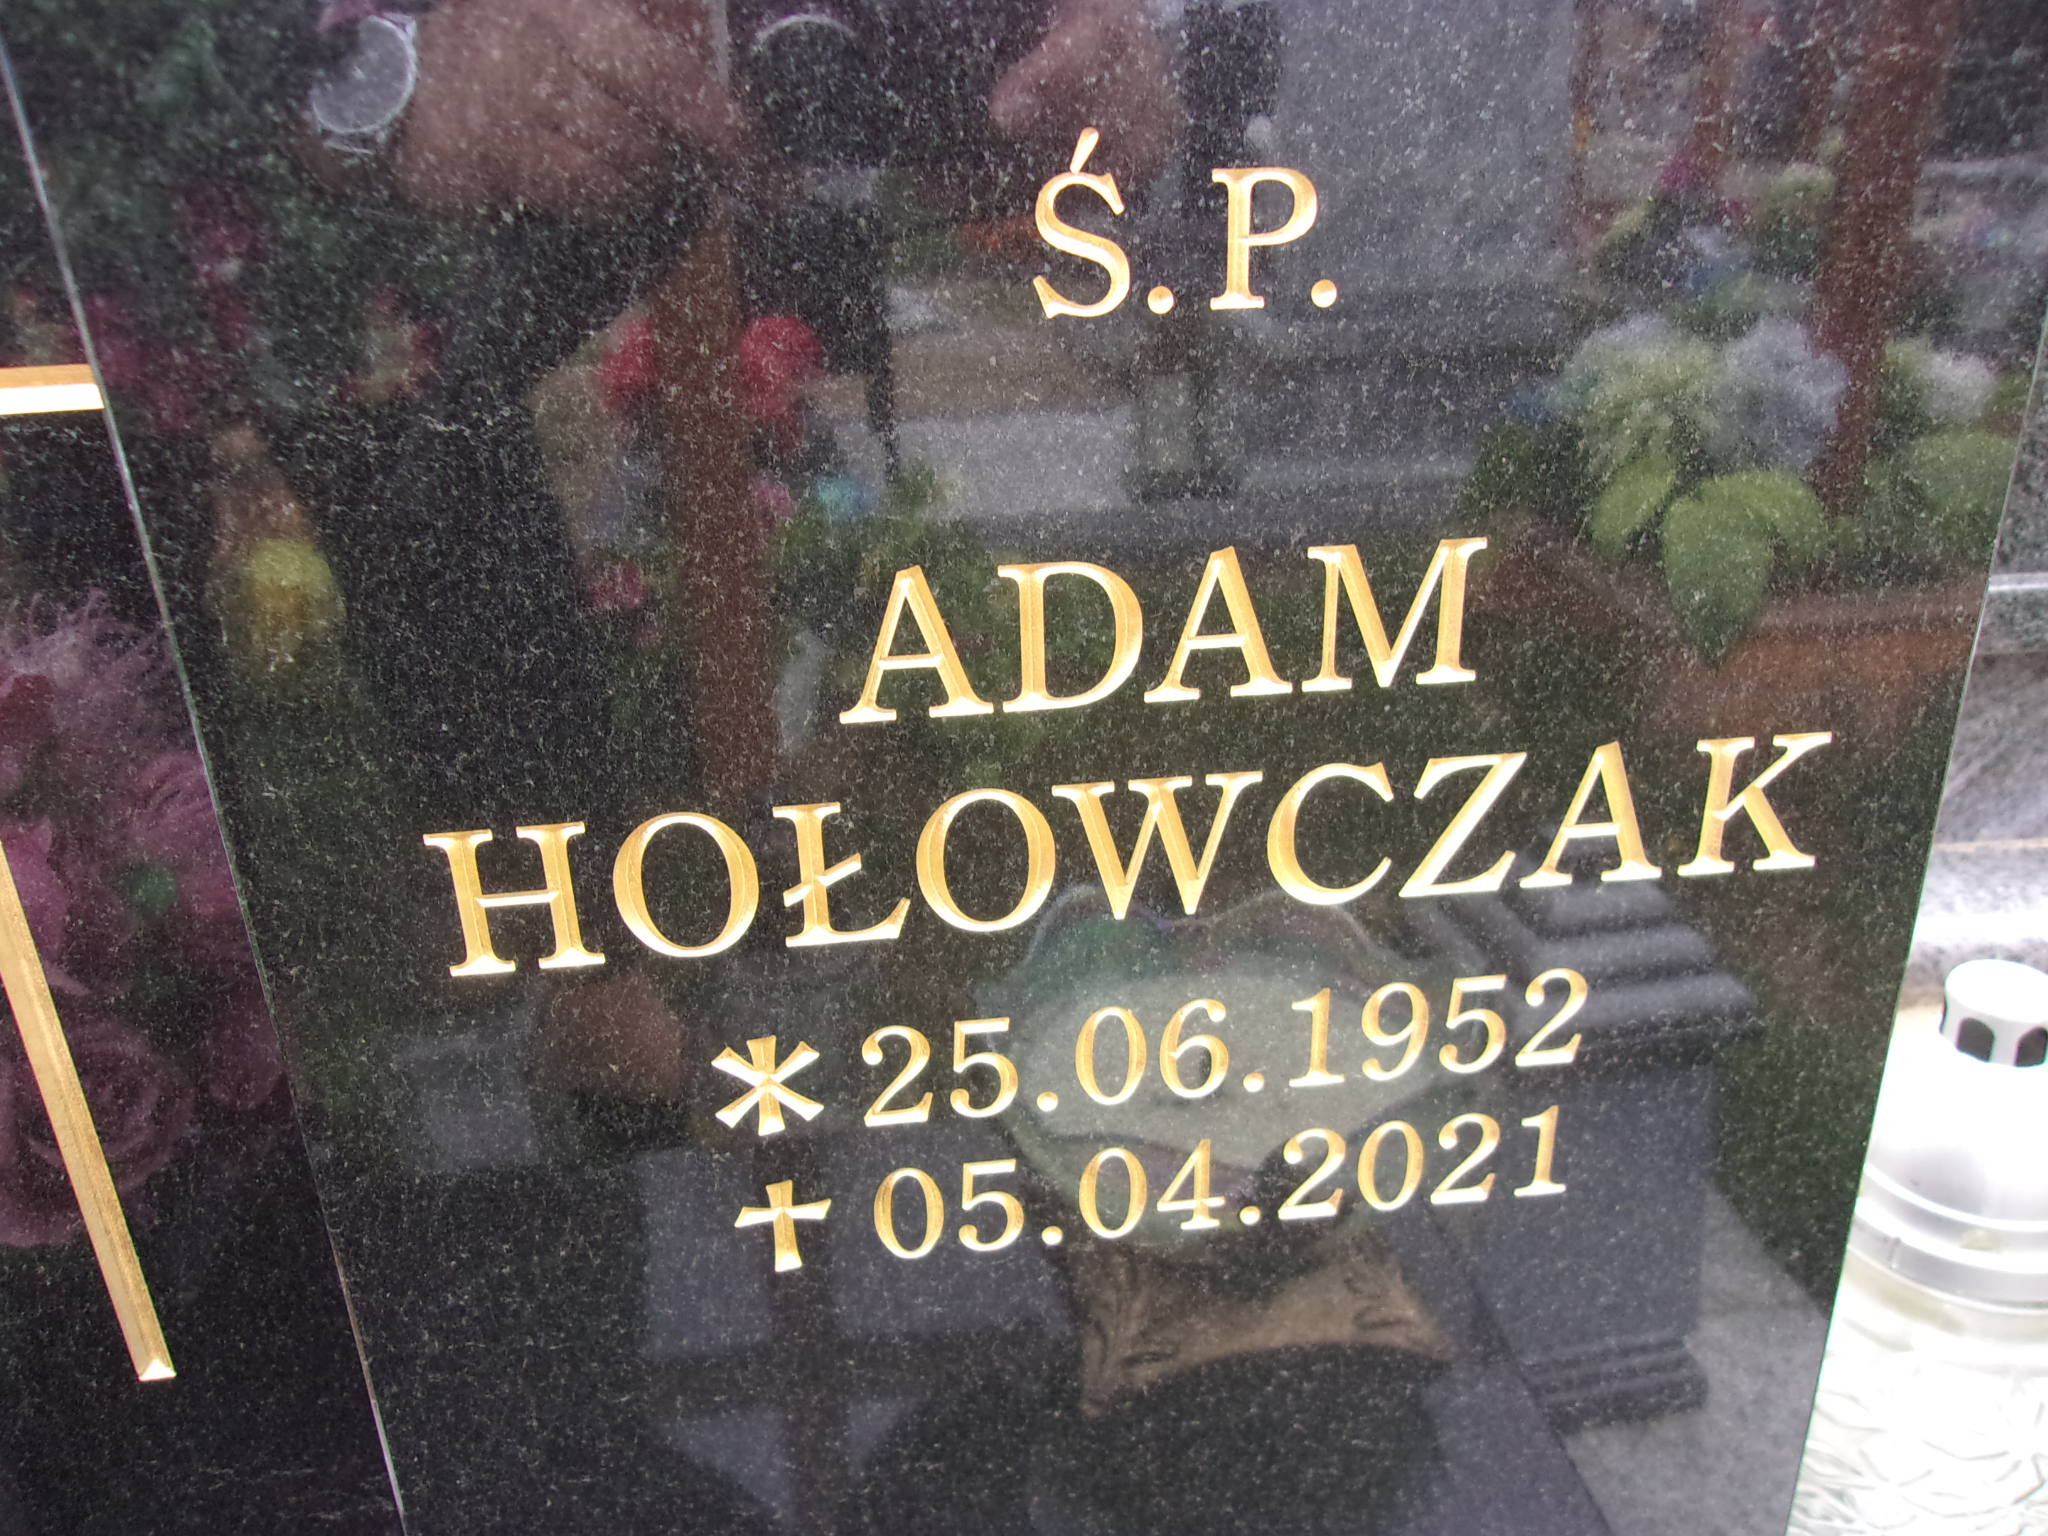 Ś.P.
ADAM
HOŁOWCZAK
* 25.06.1952
† 05.04.2021